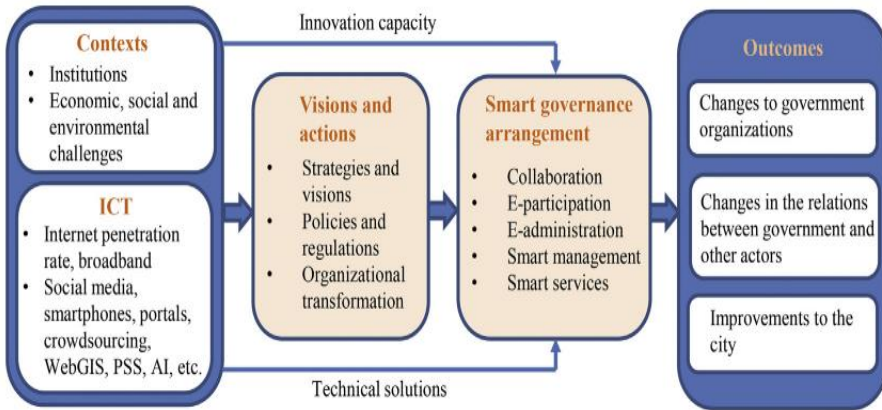 Contexts
• Institutions
• Economic, social and
environmental
challenges
ICT
• Internet penetration
rate, broadband
• Social media,
smartphones, portals,
crowdsourcing,
WebGIS, PSS, AI, etc.
Innovation capacity
Visions and
actions
• Strategies and
visions
• Policies and
regulations
• Organizational
transformation
Technical solutions
Smart governance
arrangement
• Collaboration
• E-participation
• E-administration
• Smart management
• Smart services
Outcomes
Changes to government
organizations
Changes in the relations
between government and
other actors
Improvements to the
city